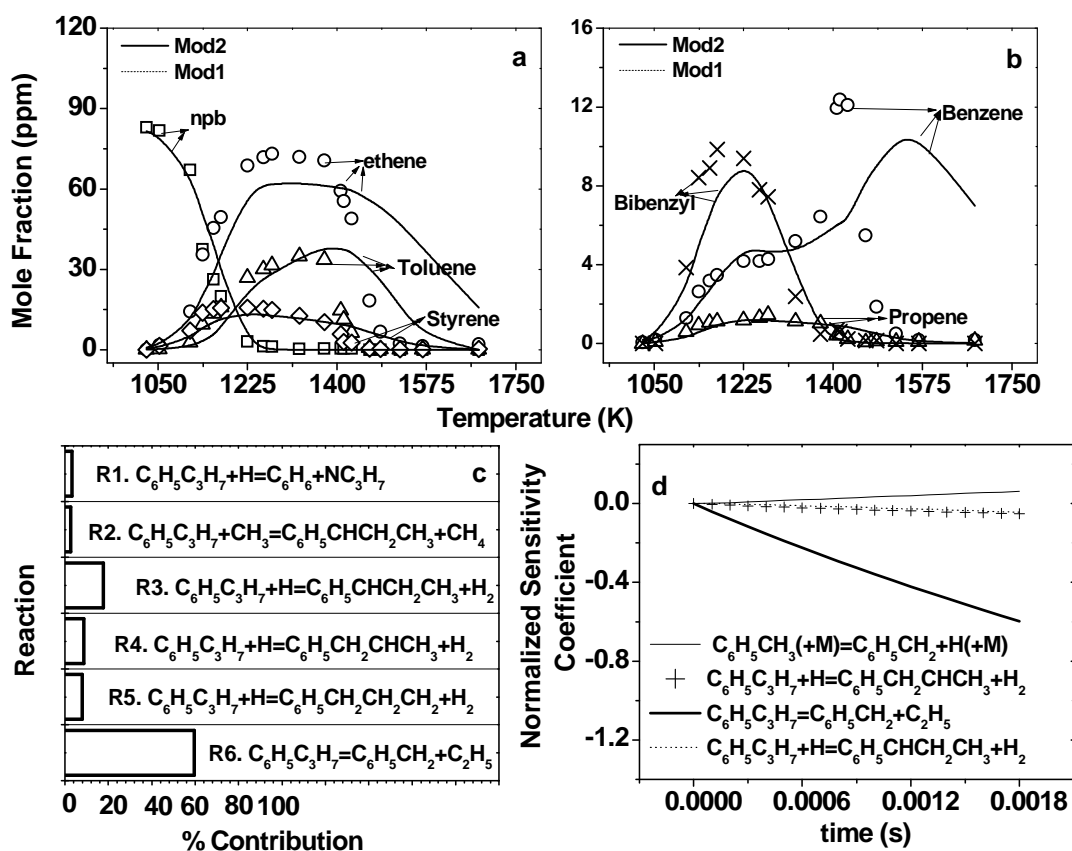 120
90
60
30
0
Mole Fraction (ppm)
Mod2
Mod1
a
npb
ethene
Toluene
Styrene
1050 1225 1400 1575 1750
16
12
8
4
0
Mod2
Mod1
b
Benzene
Bibenzyl
Propene
1050 1225 1400 1575 1750
Temperature (K)
Reaction
c
R1. C₆H₅C₃H₇+H=C₆H₆+NC₃H₇
R2. C₆H₅C₃H₇+CH₃=C₆H₅CHCH₂CH₃+CH₄
R3. C₆H₅C₃H₇+H=C₆H₅CHCH₂CH₃+H₂
R4. C₆H₅C₃H₇+H=C₆H₅CH₂CHCH₃+H₂
R5. C₆H₅C₃H₇+H=C₆H₅CH₂CH₂CH₂+H₂
R6. C₆H₅C₃H₇=C₆H₅CH₂+C₂H₅
0 20 40 60 80 100
% Contribution
Normalized Sensitivity
Coefficient
d
0.0
-0.4
-0.8
-1.2
C₆H₅CH₃(+M)=C₆H₅CH₂+H(+M)
C₆H₅C₃H₇+H=C₆H₅CH₂CHCH₃+H₂
C₆H₅C₃H₇=C₆H₅CH₂+C₂H₅
C₆H₅C₃H₇+H=C₆H₅CHCH₂CH₃+H₂
0.0000 0.0006 0.0012 0.0018
time (s)